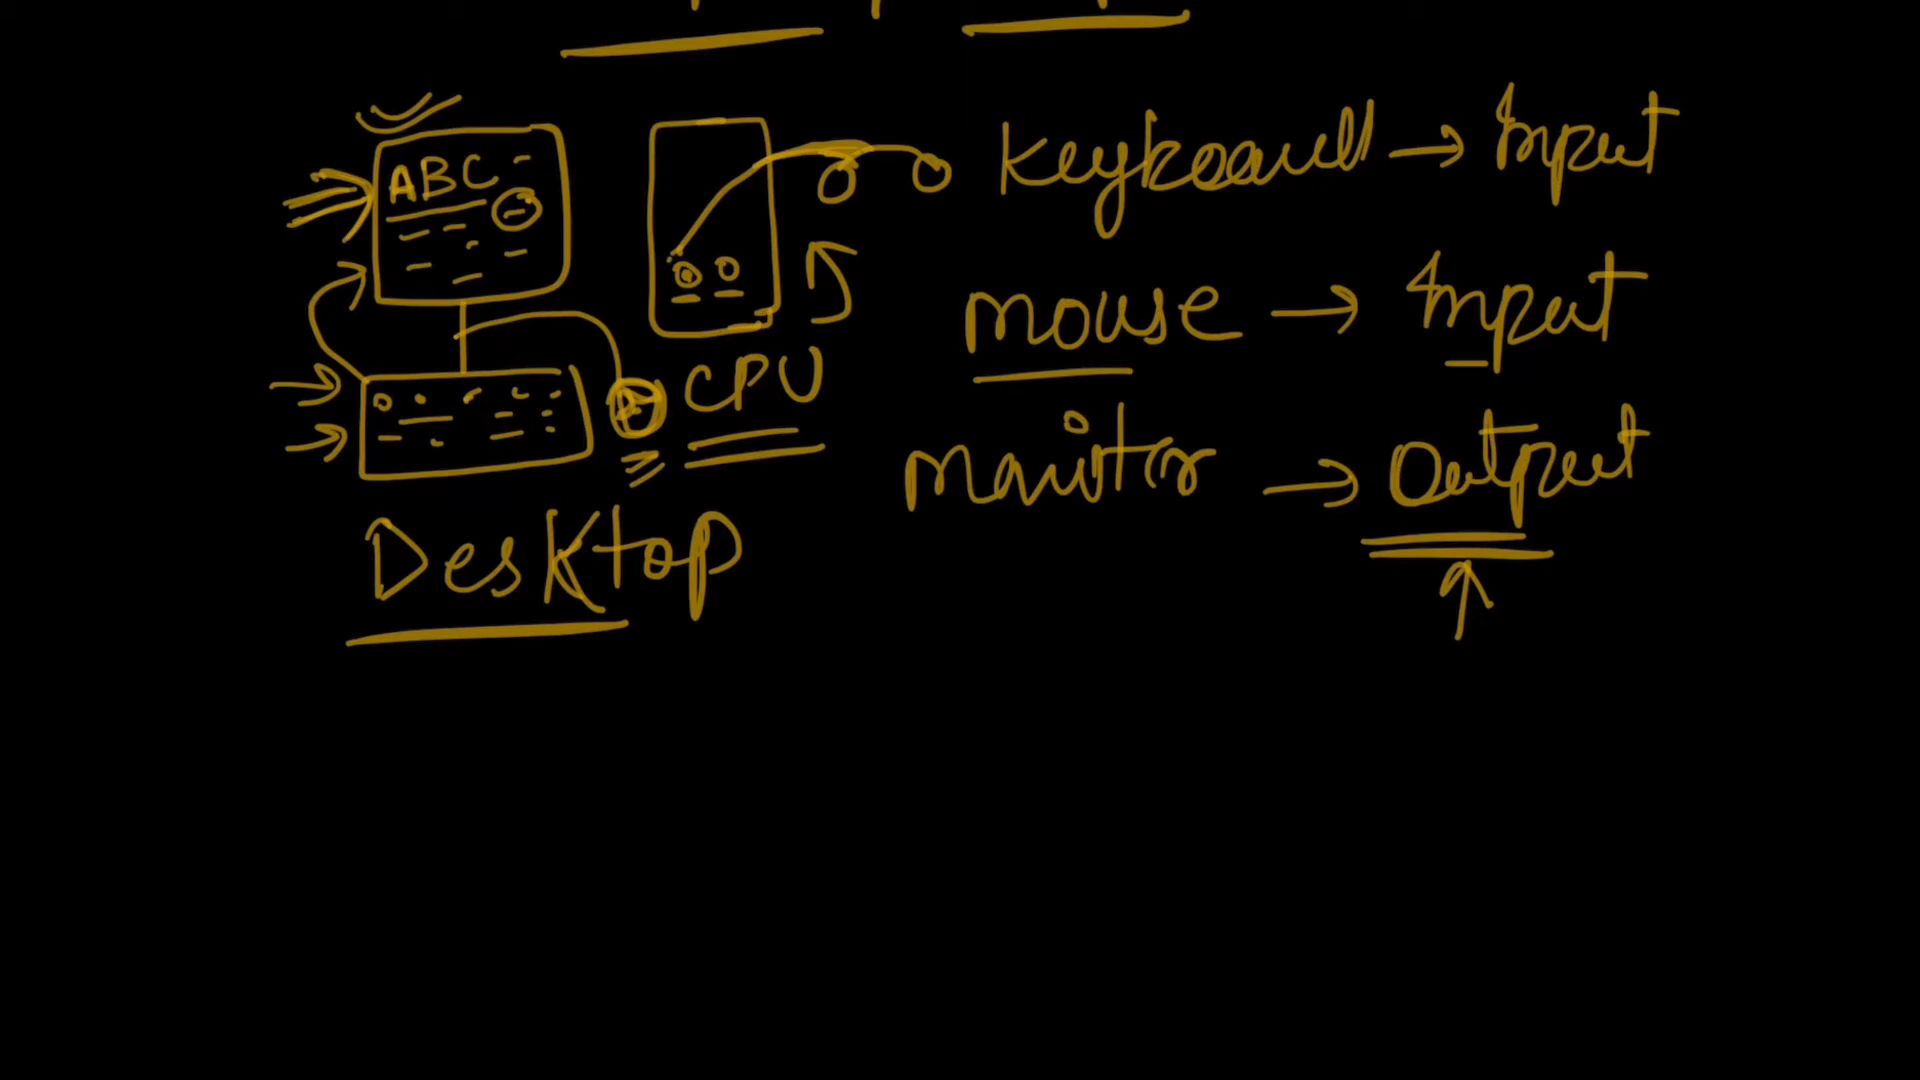 ABC
Keyboard → Input
mouse → Input
CPU
monitor → Output
Desktop